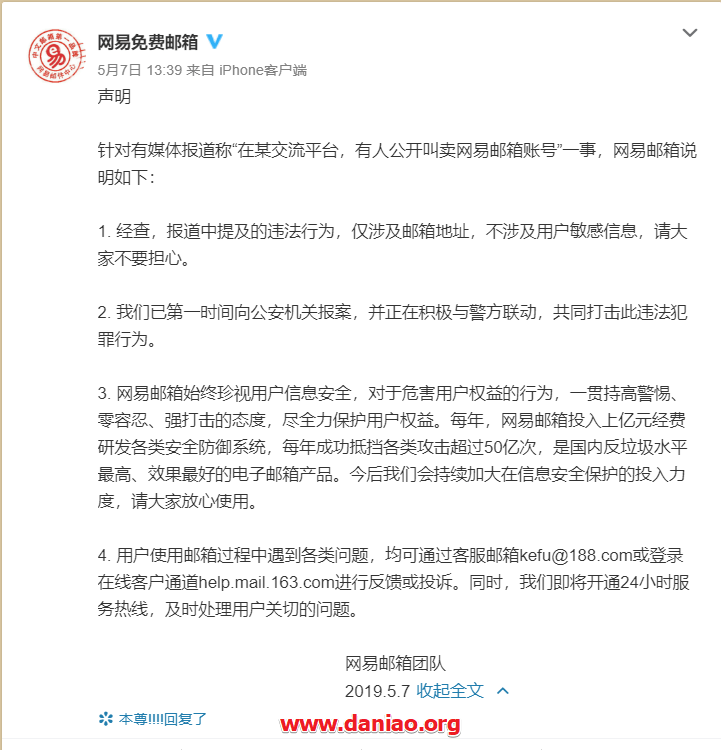 中文邮箱第一品牌
网易邮件中心
网易免费邮箱
5月7日 13:39 来自 iPhone客户端
声明
针对有媒体报道称“在某交流平台，有人公开叫卖网易邮箱账号”一事，网易邮箱说
明如下：
1. 经查，报道中提及的违法行为，仅涉及邮箱地址，不涉及用户敏感信息，请大
家不要担心。
2. 我们已第一时间向公安机关报案，并正在积极与警方联动，共同打击此违法犯
罪行为。
3. 网易邮箱始终珍视用户信息安全，对于危害用户权益的行为，一贯持高警惕、
零容忍、强打击的态度，尽全力保护用户权益。每年，网易邮箱投入上亿元经费
研发各类安全防御系统，每年成功抵挡各类攻击超过50亿次，是国内反垃圾水平
最高、效果最好的电子邮箱产品。今后我们会持续加大在信息安全保护的投入力
度，请大家放心使用。
4. 用户使用邮箱过程中遇到各类问题，均可通过客服邮箱kefu@188.com或登录
在线客户通道help.mail.163.com进行反馈或投诉。同时，我们即将开通24小时服
务热线，及时处理用户关切的问题。
网易邮箱团队
2019.5.7 收起全文
本尊!!!!回复了
www.daniao.org